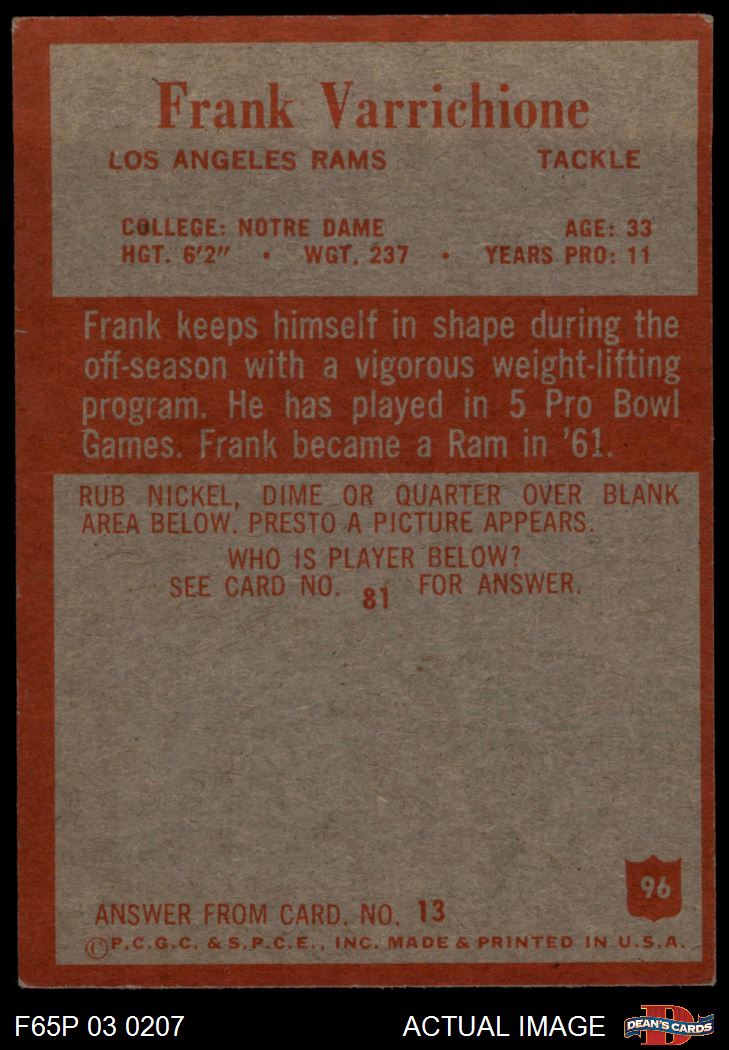 Frank Varrichione
LOS ANGELES RAMS TACKLE
COLLEGE: NOTRE DAME AGE: 33
HGT. 6'2" • WGT. 237 • YEARS PRO: 11
Frank keeps himself in shape during the
off-season with a vigorous weight-lifting
program. He has played in 5 Pro Bowl
Games. Frank became a Ram in '61.
RUB NICKEL, DIME OR QUARTER OVER BLANK
AREA BELOW. PRESTO A PICTURE APPEARS.
WHO IS PLAYER BELOW?
SEE CARD NO. 81 FOR ANSWER.
96
ANSWER FROM CARD. NO. 13
©P.C.G.C. & S.P.C.E., INC. MADE & PRINTED IN U.S.A.
F65P 03 0207 ACTUAL IMAGE D DEAN'S CARDS